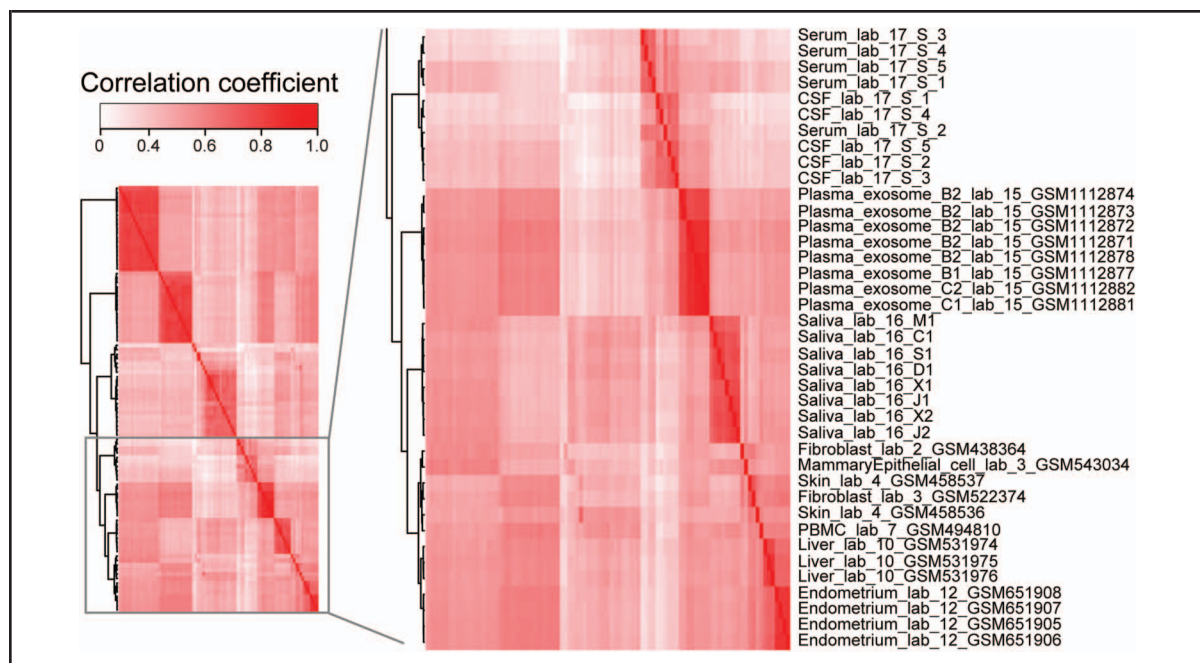 Correlation coefficient
0 0.4 0.6 0.8 1.0
Serum_lab_17_S_3
Serum_lab_17_S_4
Serum_lab_17_S_5
Serum_lab_17_S_1
CSF_lab_17_S_1
CSF_lab_17_S_4
Serum_lab_17_S_2
CSF_lab_17_S_5
CSF_lab_17_S_2
CSF_lab_17_S_3
Plasma_exosome_B2_lab_15_GSM1112874
Plasma_exosome_B2_lab_15_GSM1112873
Plasma_exosome_B2_lab_15_GSM1112872
Plasma_exosome_B2_lab_15_GSM1112871
Plasma_exosome_B2_lab_15_GSM1112878
Plasma_exosome_B1_lab_15_GSM1112877
Plasma_exosome_C2_lab_15_GSM1112882
Plasma_exosome_C1_lab_15_GSM1112881
Saliva_lab_16_M1
Saliva_lab_16_C1
Saliva_lab_16_S1
Saliva_lab_16_D1
Saliva_lab_16_X1
Saliva_lab_16_J1
Saliva_lab_16_X2
Saliva_lab_16_J2
Fibroblast_lab_2_GSM438364
MammaryEpithelial_cell_lab_3_GSM543034
Skin_lab_4_GSM458537
Fibroblast_lab_3_GSM522374
Skin_lab_4_GSM458536
PBMC_lab_7_GSM494810
Liver_lab_10_GSM531974
Liver_lab_10_GSM531975
Liver_lab_10_GSM531976
Endometrium_lab_12_GSM651908
Endometrium_lab_12_GSM651907
Endometrium_lab_12_GSM651905
Endometrium_lab_12_GSM651906